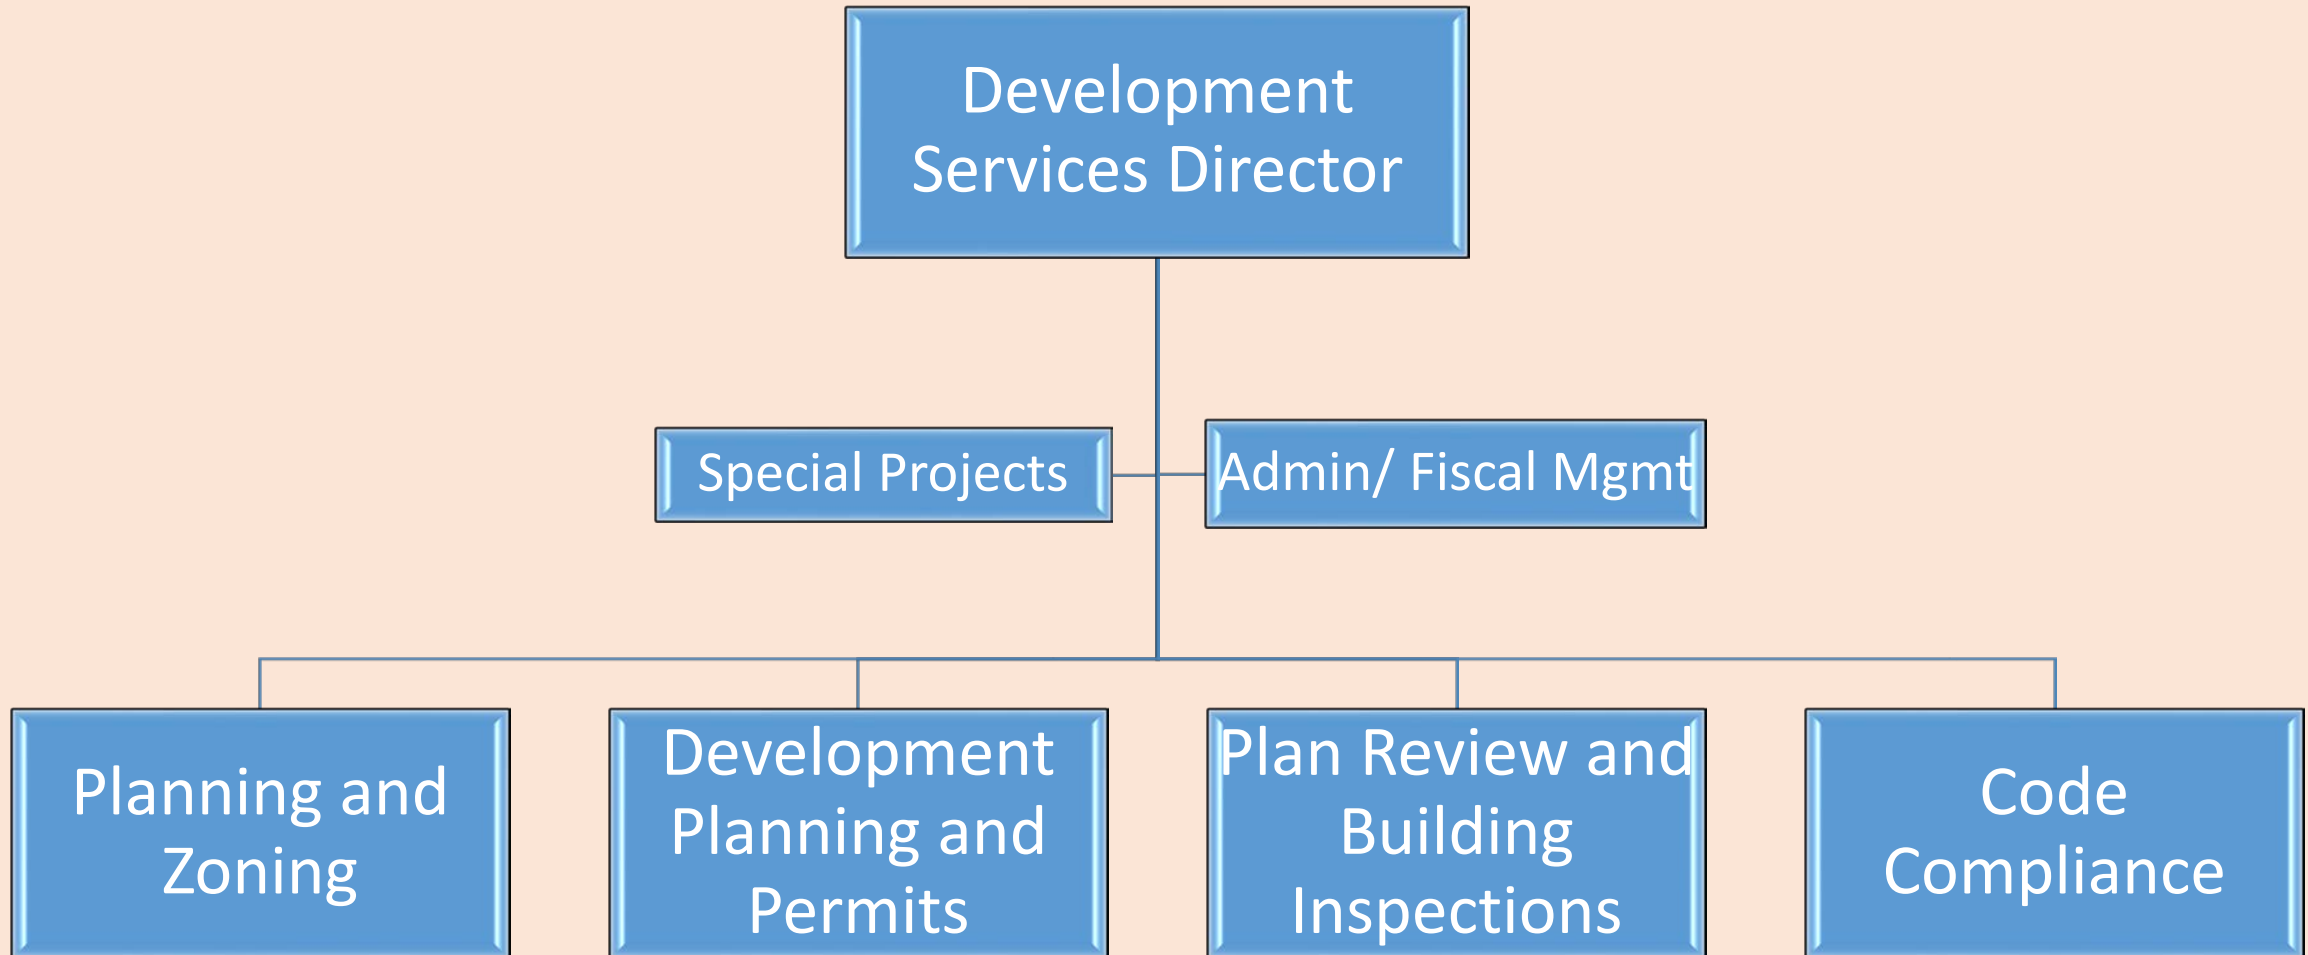 Development
Services Director
Special Projects
Admin/ Fiscal Mgmt
Planning and
Zoning
Development
Planning and
Permits
Plan Review and
Building
Inspections
Code
Compliance